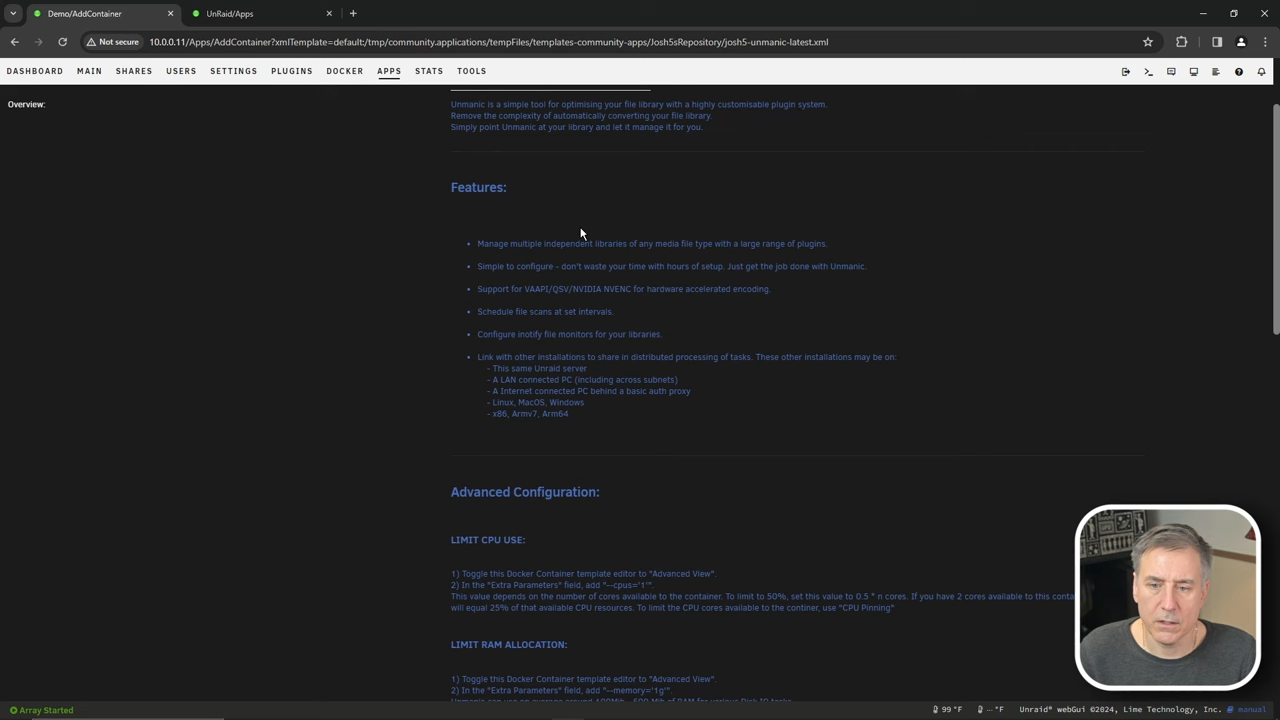 Demo/AddContainer
UnRaid/Apps
Not secure
10.0.0.11/Apps/AddContainer?xmlTemplate=default:/tmp/community.applications/tempFiles/templates-community-apps/Josh5sRepository/josh5-unmanic-latest.xml
DASHBOARD MAIN SHARES USERS SETTINGS PLUGINS DOCKER APPS STATS TOOLS
Overview:
Unmanic is a simple tool for optimising your file library with a highly customisable plugin system.
Remove the complexity of automatically converting your file library.
Simply point Unmanic at your library and let it manage it for you.
Features:
• Manage multiple independent libraries of any media file type with a large range of plugins.
• Simple to configure - don't waste your time with hours of setup. Just get the job done with Unmanic.
• Support for VAAPI/QSV/NVIDIA NVENC for hardware accelerated encoding.
• Schedule file scans at set intervals.
• Configure inotify file monitors for your libraries.
• Link with other installations to share in distributed processing of tasks. These other installations may be on:
- This same Unraid server
- A LAN connected PC (including across subnets)
- A Internet connected PC behind a basic auth proxy
- Linux, MacOS, Windows
- x86, Armv7, Arm64
Advanced Configuration:
LIMIT CPU USE:
1) Toggle this Docker Container template editor to "Advanced View".
2) In the "Extra Parameters" field, add "--cpus='1'".
This value depends on the number of cores available to the container. To limit to 50%, set this value to 0.5 * n cores. If you have 2 cores available to this conta
will equal 25% of that available CPU resources. To limit the CPU cores available to the continer, use "CPU Pinning"
LIMIT RAM ALLOCATION:
1) Toggle this Docker Container template editor to "Advanced View".
2) In the "Extra Parameters" field, add "--memory='1g'".
Array Started
99 °F
··· °F
Unraid® webGui ©2024, Lime Technology, Inc.
manual